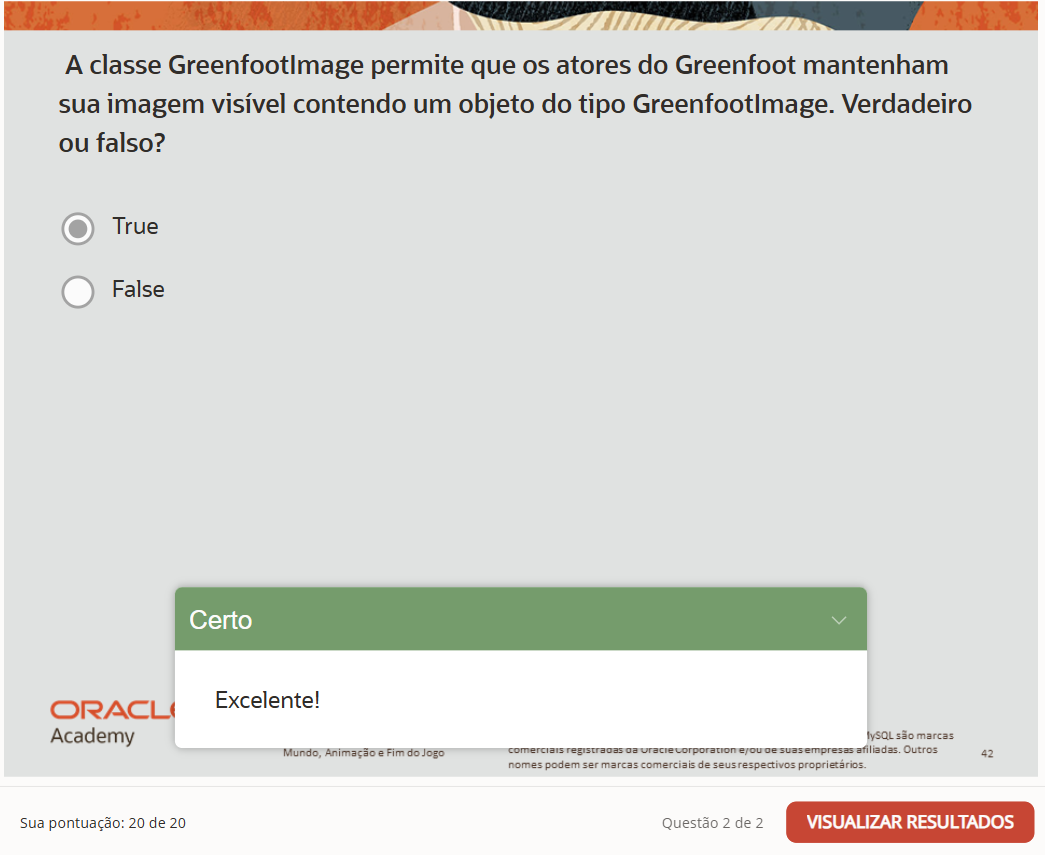 A classe GreenfootImage permite que os atores do Greenfoot mantenham
sua imagem visível contendo um objeto do tipo GreenfootImage. Verdadeiro
ou falso?
True
False
Certo
Excelente!
ORACLE
Academy
Mundo, Animação e Fim do Jogo
MySQL são marcas
comerciais registradas da Oracle Corporation e/ou de suas empresas afiliadas. Outros
nomes podem ser marcas comerciais de seus respectivos proprietários.
42
Sua pontuação: 20 de 20
Questão 2 de 2
VISUALIZAR RESULTADOS